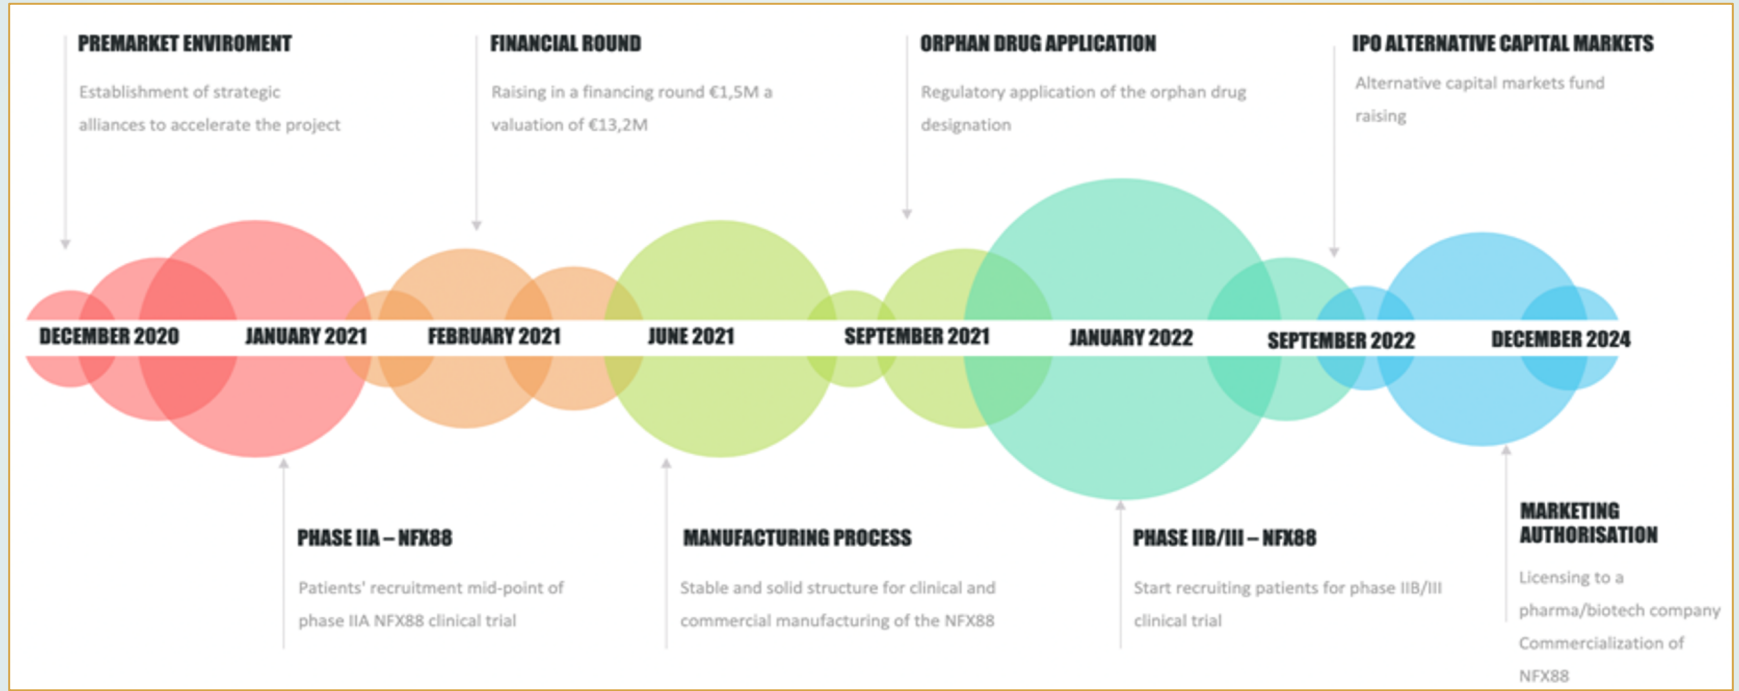 PREMARKET ENVIROMENT
Establishment of strategic
alliances to accelerate the project
FINANCIAL ROUND
Raising in a financing round €1,5M a
valuation of €13,2M
ORPHAN DRUG APPLICATION
Regulatory application of the orphan drug
designation
IPO ALTERNATIVE CAPITAL MARKETS
Alternative capital markets fund
raising
DECEMBER 2020
JANUARY 2021
FEBRUARY 2021
JUNE 2021
SEPTEMBER 2021
JANUARY 2022
SEPTEMBER 2022
DECEMBER 2024
PHASE IIA – NFX88
Patients' recruitment mid-point of
phase IIA NFX88 clinical trial
MANUFACTURING PROCESS
Stable and solid structure for clinical and
commercial manufacturing of the NFX88
PHASE IIB/III – NFX88
Start recruiting patients for phase IIB/III
clinical trial
MARKETING
AUTHORISATION
Licensing to a
pharma/biotech company
Commercialization of
NFX88